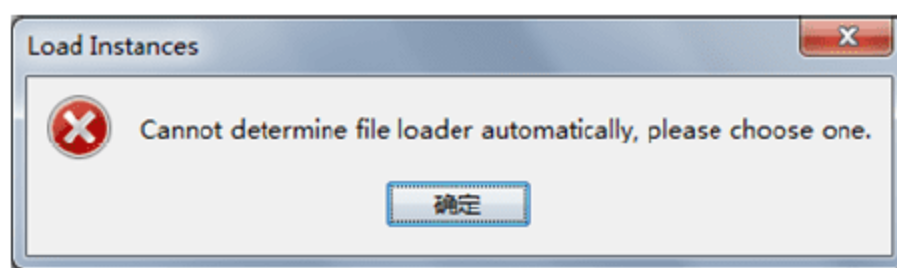 Load Instances
Cannot determine file loader automatically, please choose one.
确定